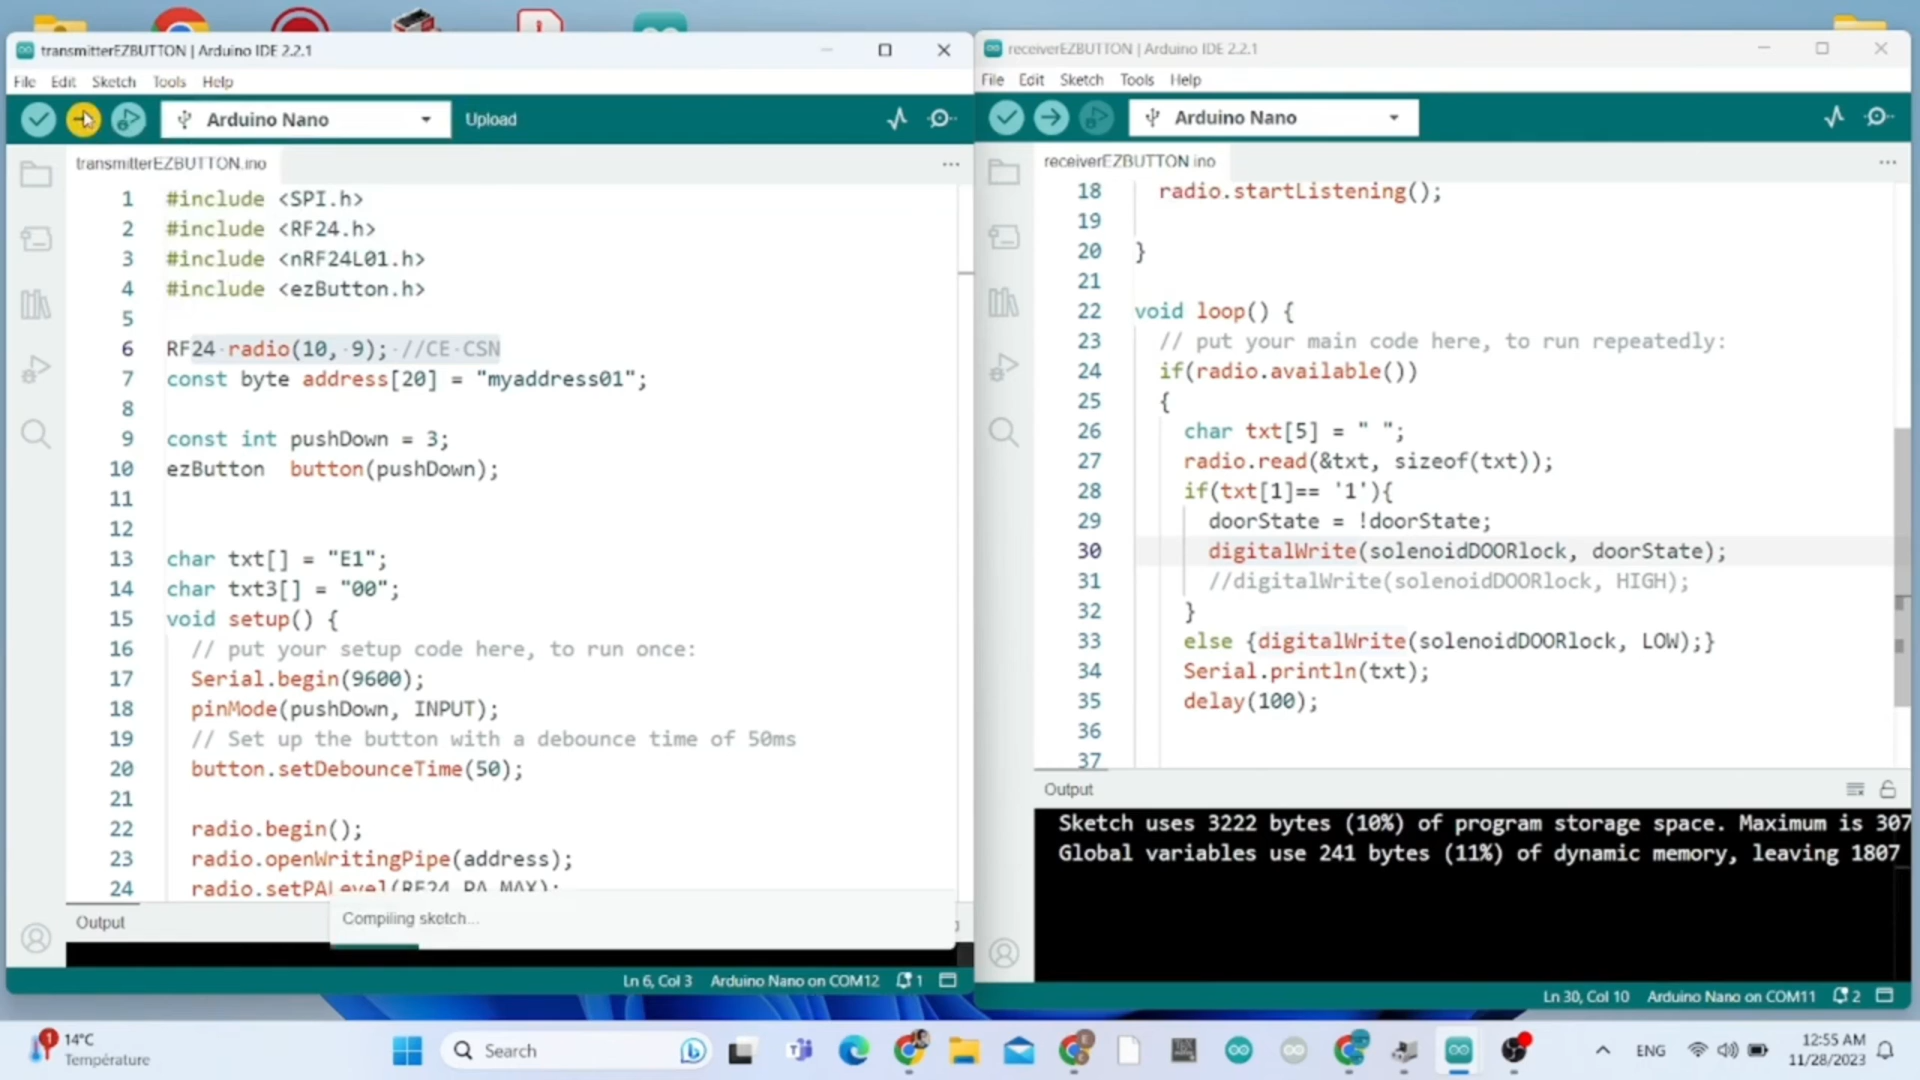 transmitterEZBUTTON | Arduino IDE 2.2.1
File Edit Sketch Tools Help
Arduino Nano
Upload
transmitterEZBUTTON.ino
1 #include <SPI.h>
2 #include <RF24.h>
3 #include <nRF24L01.h>
4 #include <ezButton.h>
5
6 RF24 radio(10, 9); //CE CSN
7 const byte address[20] = "myaddress01";
8
9 const int pushDown = 3;
10 ezButton  button(pushDown);
11
12
13 char txt[] = "E1";
14 char txt3[] = "00";
15 void setup() {
16 // put your setup code here, to run once:
17 Serial.begin(9600);
18 pinMode(pushDown, INPUT);
19 // Set up the button with a debounce time of 50ms
20 button.setDebounceTime(50);
21
22 radio.begin();
23 radio.openWritingPipe(address);
24 radio.setPALevel(RF24_PA_MAX);
Output
Compiling sketch...
Ln 6, Col 3 Arduino Nano on COM12 1
receiverEZBUTTON | Arduino IDE 2.2.1
File Edit Sketch Tools Help
Arduino Nano
receiverEZBUTTON.ino
18 radio.startListening();
19
20 }
21
22 void loop() {
23 // put your main code here, to run repeatedly:
24 if(radio.available())
25 {
26 char txt[5] = " ";
27 radio.read(&txt, sizeof(txt));
28 if(txt[1]== '1'){
29 doorState = !doorState;
30 digitalWrite(solenoidDOORlock, doorState);
31 //digitalWrite(solenoidDOORlock, HIGH);
32 }
33 else {digitalWrite(solenoidDOORlock, LOW);}
34 Serial.println(txt);
35 delay(100);
36
37
Output
Sketch uses 3222 bytes (10%) of program storage space. Maximum is 307
Global variables use 241 bytes (11%) of dynamic memory, leaving 1807
Ln 30, Col 10 Arduino Nano on COM11 2
1
14°C
Température
Search
ENG
12:55 AM
11/28/2023